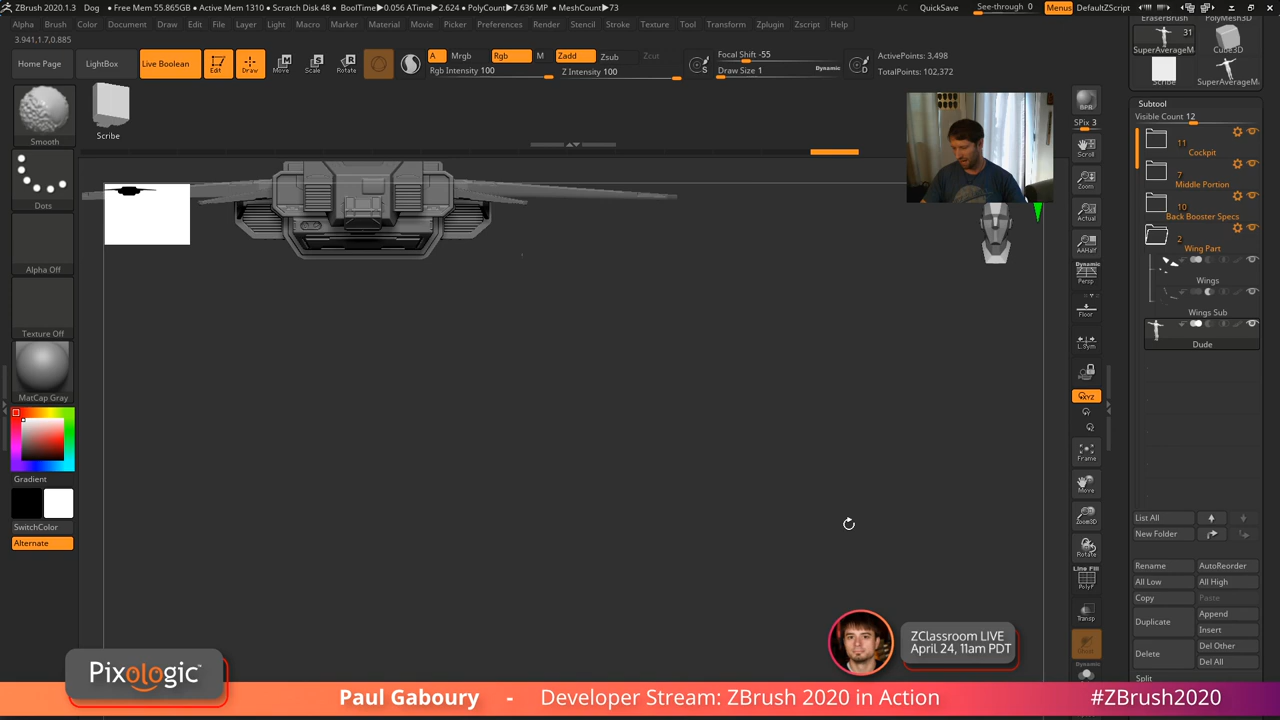 ZBrush 2020.1.3 Dog • Free Mem 55.865GB • Active Mem 1310 • Scratch Disk 48 • BoolTime▶0.056 ATime▶2.624 • PolyCount▶7.636 MP • MeshCount▶73
AC QuickSave See-through 0 Menus DefaultZScript
Alpha Brush Color Document Draw Edit File Layer Light Macro Marker Material Movie Picker Preferences Render Stencil Stroke Texture Tool Transform Zplugin Zscript Help
3.941,1.7,0.885
Home Page LightBox Live Boolean Edit Draw Move Scale Rotate
A Mrgb Rgb M Zadd Zsub Zcut
Rgb Intensity 100 Z Intensity 100
Focal Shift -55
Draw Size 1 Dynamic
S D
ActivePoints: 3,498
TotalPoints: 102,372
Smooth
Scribe
Dots
Alpha Off
Texture Off
MatCap Gray
Gradient
SwitchColor
Alternate
BPR
SPix 3
Scroll
Zoom
Actual
AAHalf
Dynamic
Persp
Floor
L.Sym
XYZ
Frame
Move
Zoom3D
Rotate
Line Fill
PolyF
Transp
Dynamic
EraserBrush PolyMesh3D
31
SuperAverageM Cube3D
Scribe SuperAverageM
Subtool
Visible Count 12
11
Cockpit
7
Middle Portion
10
Back Booster Specs
2
Wing Part
Wings
Wings Sub
Dude
List All
New Folder
Rename AutoReorder
All Low All High
Copy Paste
Duplicate Append
Insert
Delete Del Other
Del All
Split
ZClassroom LIVE
April 24, 11am PDT
Pixologic™
Paul Gaboury - Developer Stream: ZBrush 2020 in Action #ZBrush2020